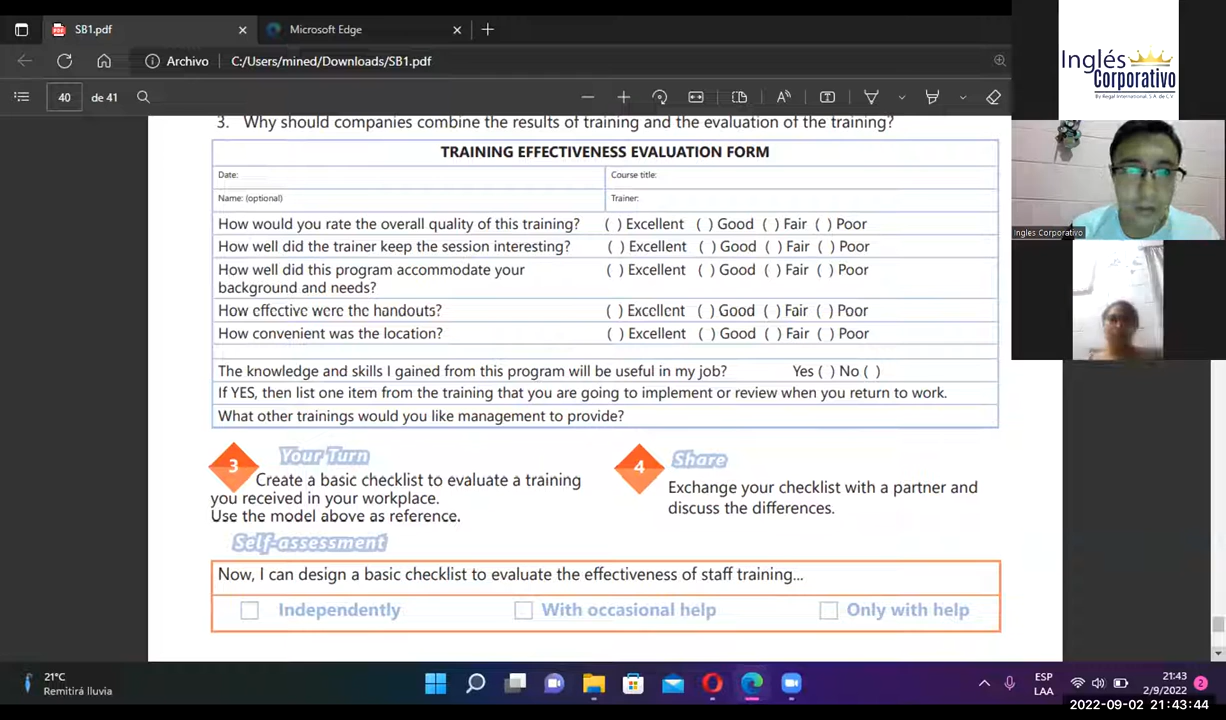 SB1.pdf
Microsoft Edge
Archivo
C:/Users/mined/Downloads/SB1.pdf
40
de 41
Inglés
Corporativo
By Regal International, S.A. de C.V.
Ingles Corporativo
3. Why should companies combine the results of training and the evaluation of the training?
TRAINING EFFECTIVENESS EVALUATION FORM
Date:
Course title:
Name: (optional)
Trainer:
How would you rate the overall quality of this training? ( ) Excellent ( ) Good ( ) Fair ( ) Poor
How well did the trainer keep the session interesting? ( ) Excellent ( ) Good ( ) Fair ( ) Poor
How well did this program accommodate your ( ) Excellent ( ) Good ( ) Fair ( ) Poor
background and needs?
How effective were the handouts? ( ) Excellent ( ) Good ( ) Fair ( ) Poor
How convenient was the location? ( ) Excellent ( ) Good ( ) Fair ( ) Poor
The knowledge and skills I gained from this program will be useful in my job? Yes ( ) No ( )
If YES, then list one item from the training that you are going to implement or review when you return to work.
What other trainings would you like management to provide?
3
Your Turn
Create a basic checklist to evaluate a training
you received in your workplace.
Use the model above as reference.
4
Share
Exchange your checklist with a partner and
discuss the differences.
Self-assessment
Now, I can design a basic checklist to evaluate the effectiveness of staff training...
Independently
With occasional help
Only with help
21°C
Remitirá lluvia
ESP
LAA
21:43
2/9/2022
2
2022-09-02 21:43:44